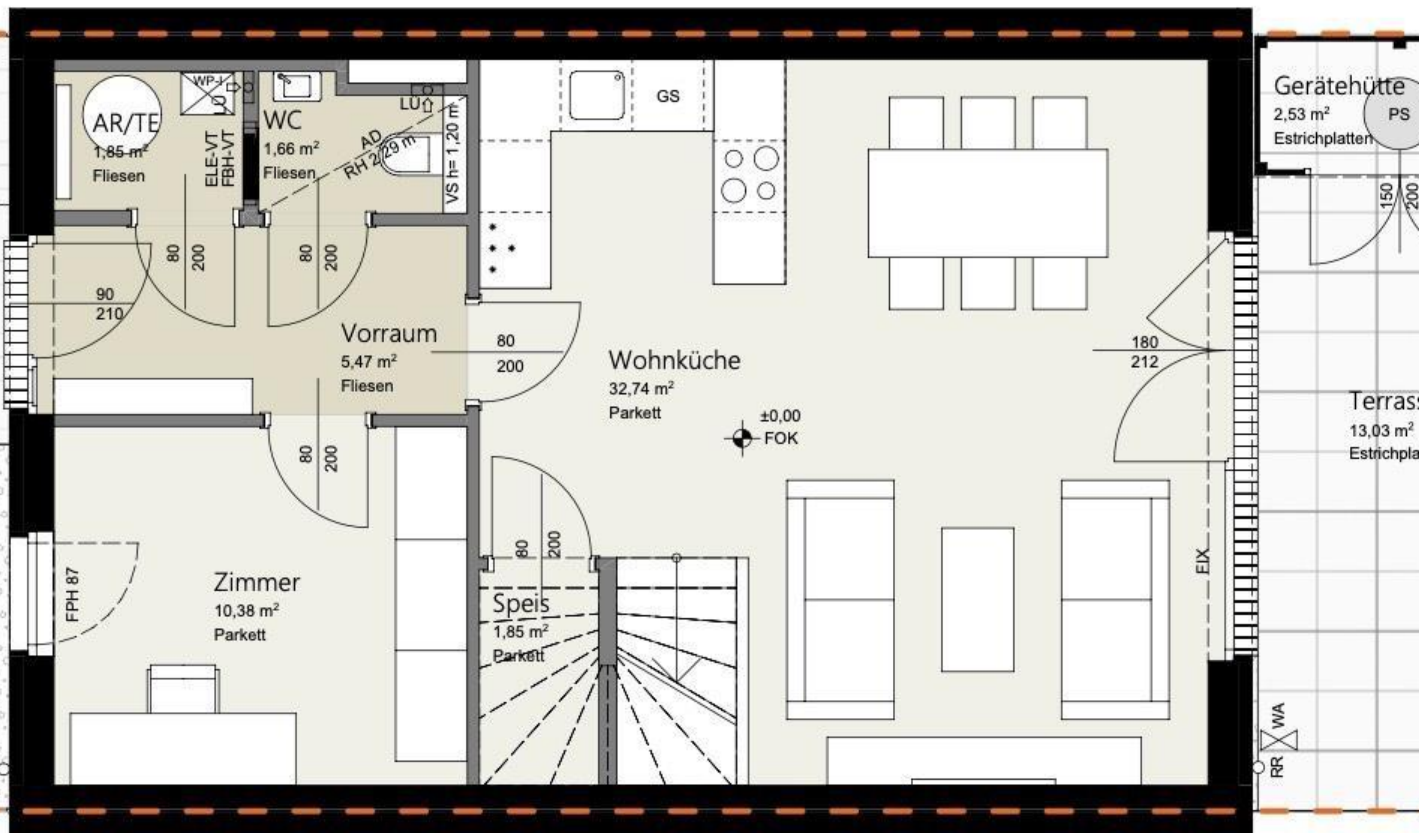 AR/TE
1,85 m²
Fliesen
WP-I
LÜ
ELE-VT
FBH-VT
WC
1,66 m²
Fliesen
LÜ
AD
RH 2,29 m
VS h= 1,20 m
GS
Gerätehütte
2,53 m²
Estrichplatten
PS
150
200
80
200
80
200
90
210
Vorraum
5,47 m²
Fliesen
80
200
Wohnküche
32,74 m²
Parkett
±0,00
FOK
180
212
Terrass
13,03 m²
Estrichpla
80
200
80
200
FPH 87
Zimmer
10,38 m²
Parkett
Speis
1,85 m²
Parkett
FIX
RR
WA